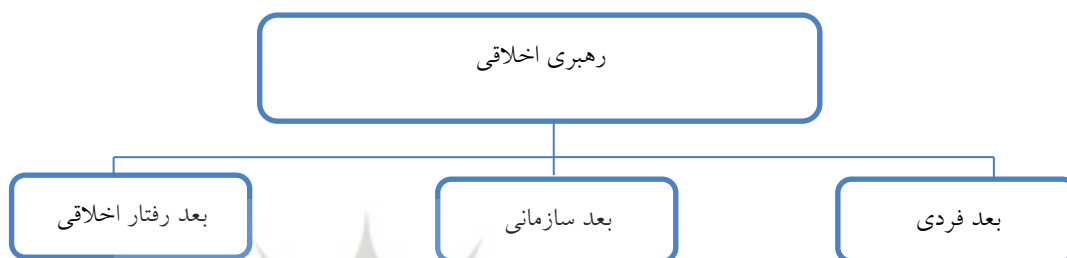 رهبری اخلاقی
بعد فردی
بعد سازمانی
بعد رفتار اخلاقی